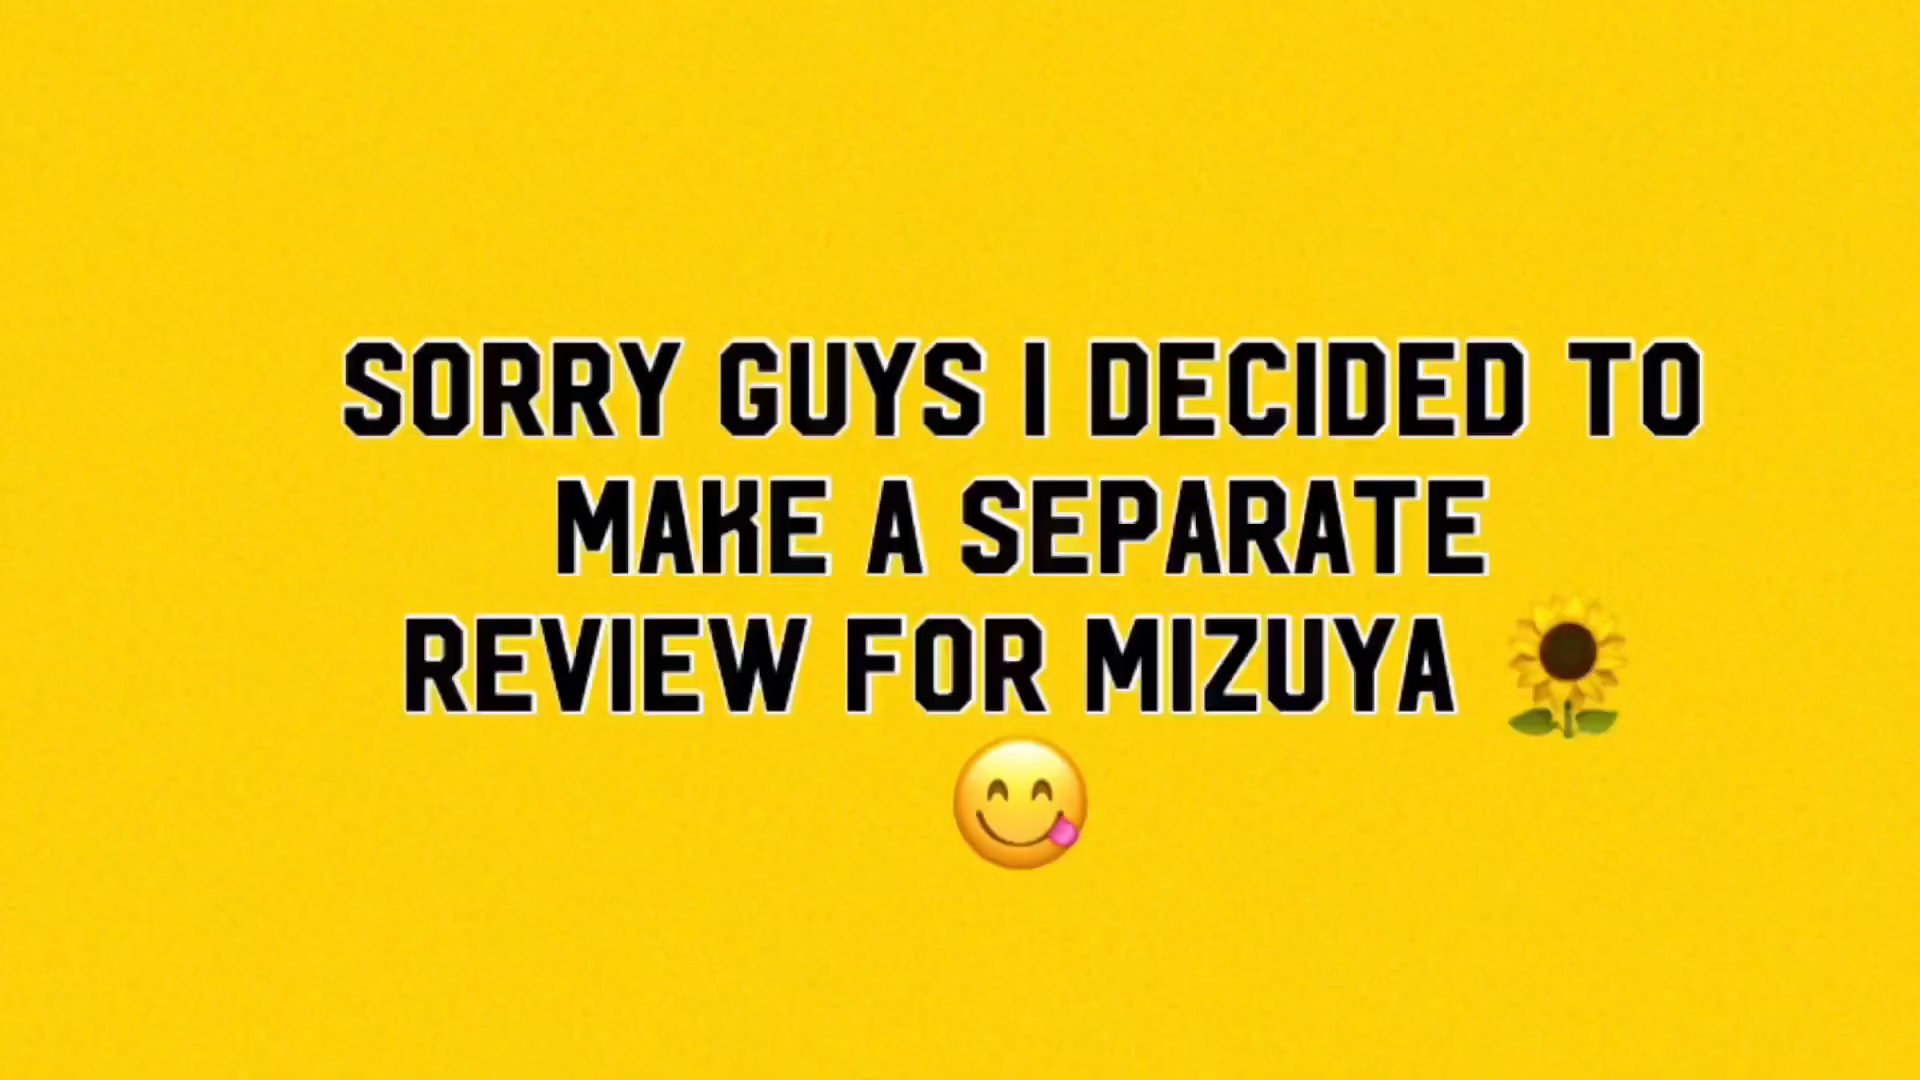 SORRY GUYS I DECIDED TO
MAKE A SEPARATE
REVIEW FOR MIZUYA 🌻
😋